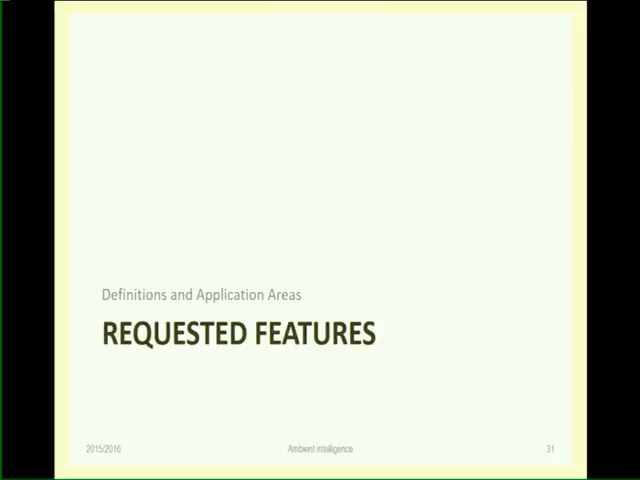 Definitions and Application Areas
REQUESTED FEATURES
2015/2016
Ambient intelligence
31